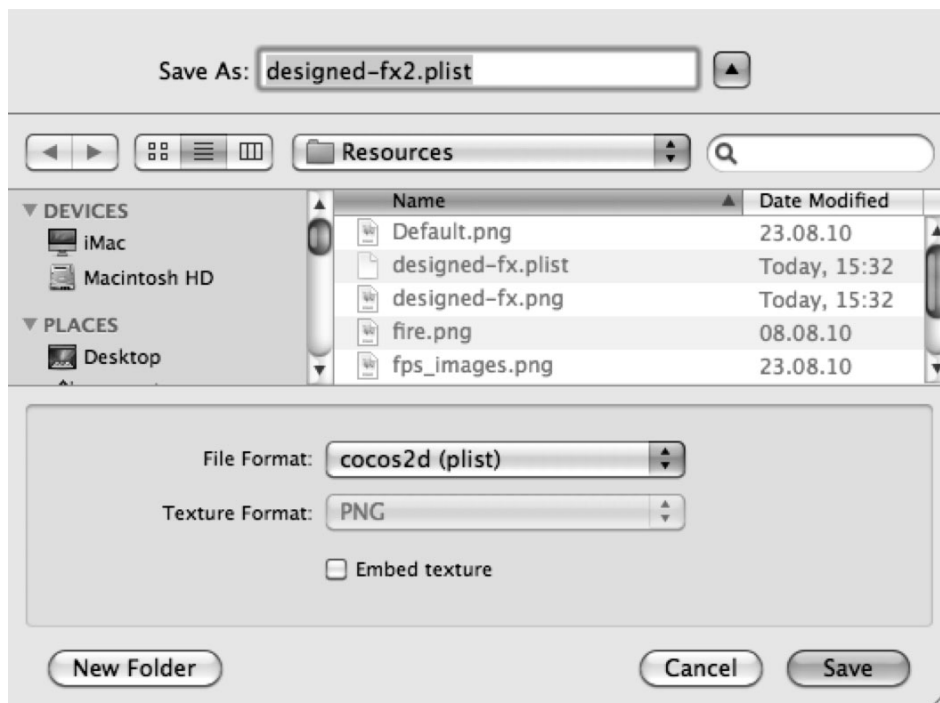 Save As: designed-fx2.plist
Resources
Name Date Modified
DEVICES
iMac
Macintosh HD
PLACES
Desktop
Default.png 23.08.10
designed-fx.plist Today, 15:32
designed-fx.png Today, 15:32
fire.png 08.08.10
fps_images.png 23.08.10
File Format: cocos2d (plist)
Texture Format: PNG
Embed texture
New Folder Cancel Save